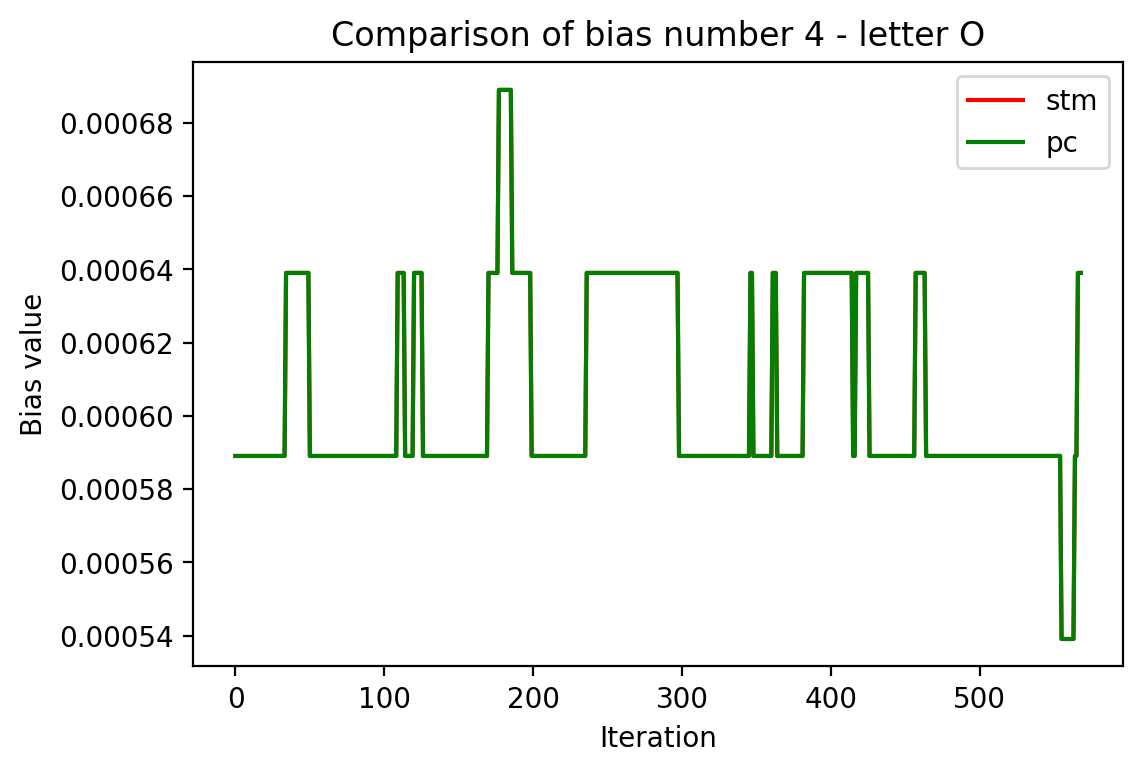 Comparison of bias number 4 - letter O
stm
pc
0.00068
0.00066
0.00064
0.00062
0.00060
0.00058
0.00056
0.00054
Bias value
0 100 200 300 400 500
Iteration